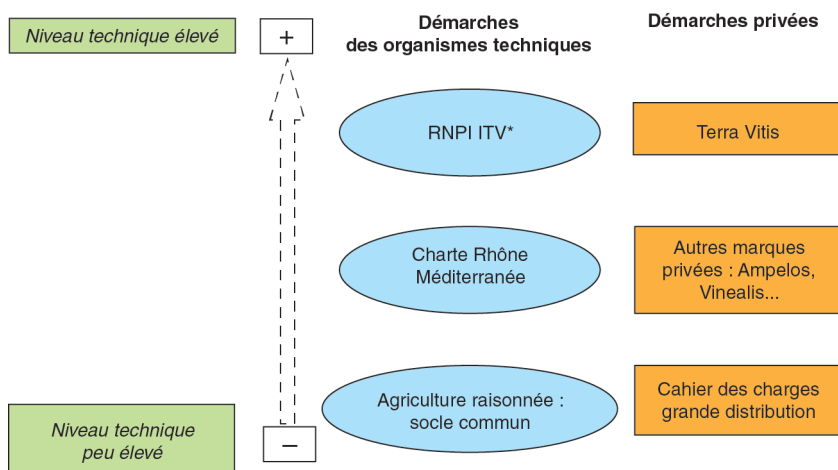 Niveau technique élevé
+
Démarches
des organismes techniques
Démarches privées
RNPI ITV*
Terra Vitis
Charte Rhône
Méditerranée
Autres marques
privées : Ampelos,
Vinealis...
Agriculture raisonnée :
socle commun
Cahier des charges
grande distribution
Niveau technique
peu élevé
–